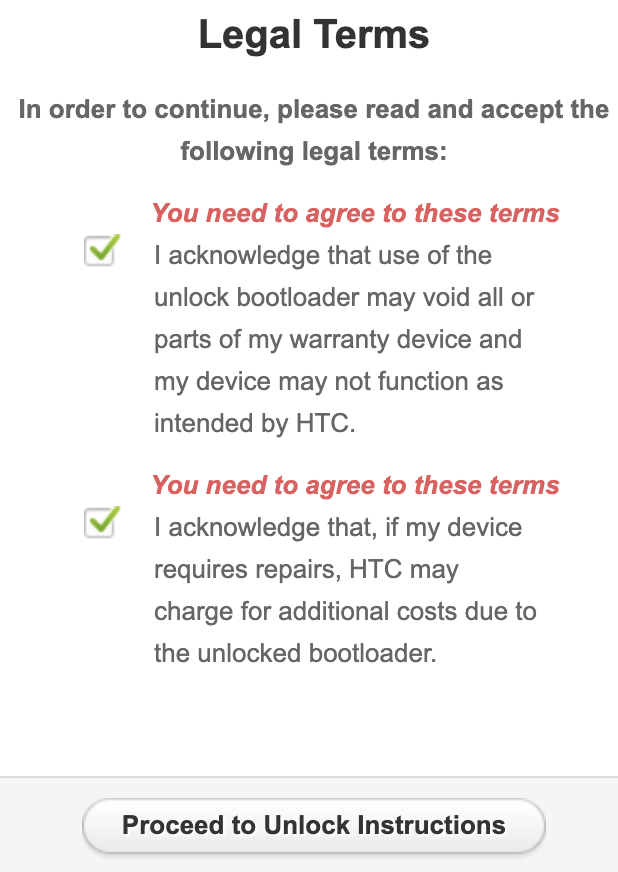 Legal Terms
In order to continue, please read and accept the
following legal terms:
You need to agree to these terms
I acknowledge that use of the
unlock bootloader may void all or
parts of my warranty device and
my device may not function as
intended by HTC.
You need to agree to these terms
I acknowledge that, if my device
requires repairs, HTC may
charge for additional costs due to
the unlocked bootloader.
Proceed to Unlock Instructions